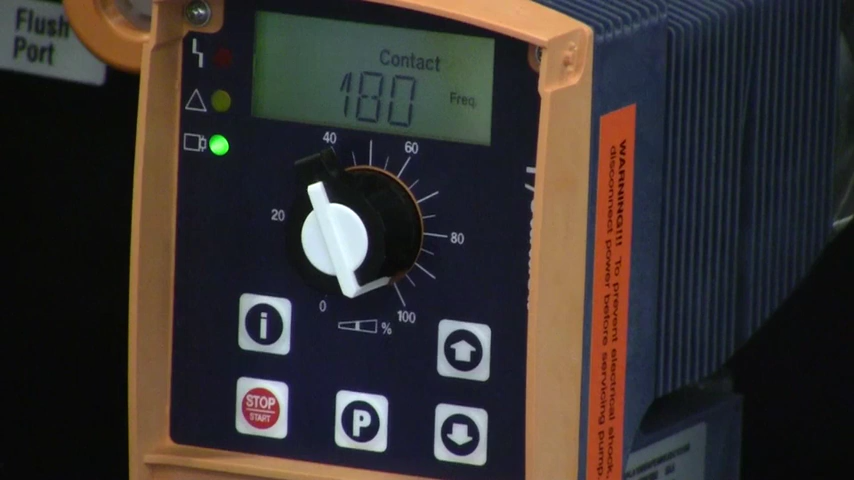 Flush
Port
Contact
180
Freq.
40
60
20
80
0
100
%
i
STOP
START
P
WARNING!!! To prevent electrical shock,
disconnect power before servicing pump.